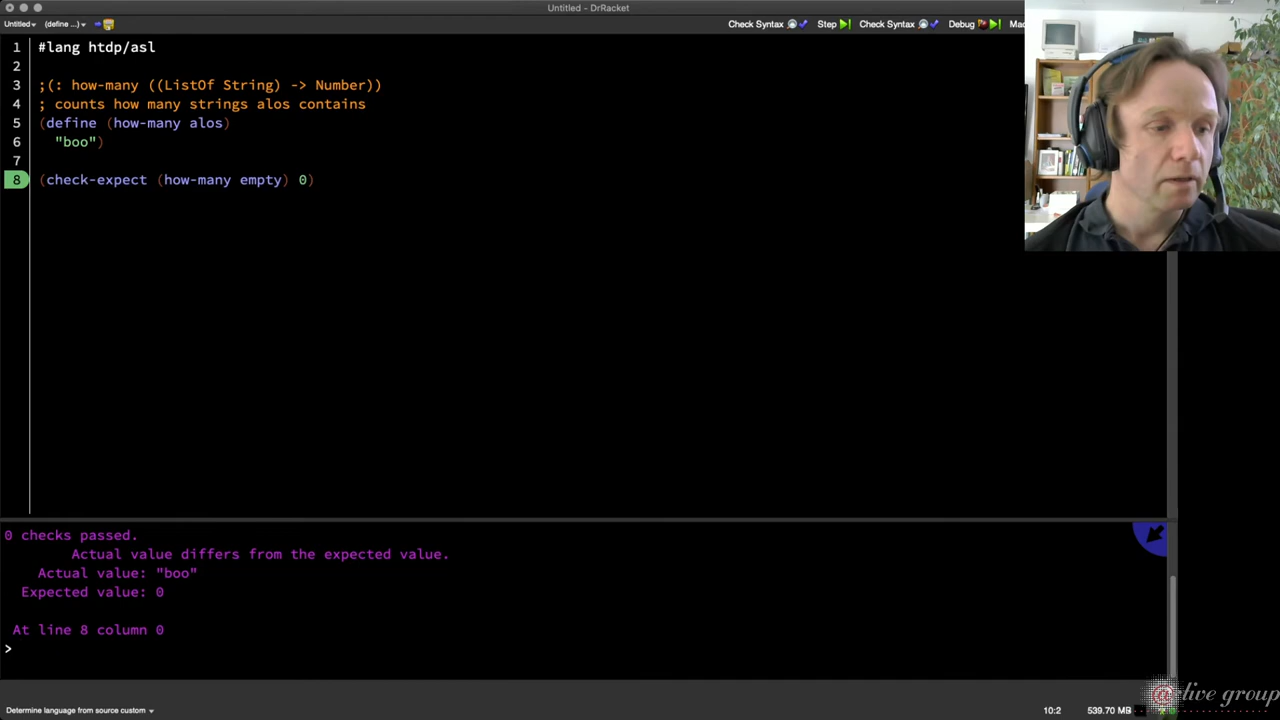 Untitled - DrRacket
Untitled (define ...) Check Syntax Step Check Syntax Debug Mac
1 #lang htdp/asl
2
3 ;(: how-many ((ListOf String) -> Number))
4 ; counts how many strings alos contains
5 (define (how-many alos)
6 "boo")
7
8 (check-expect (how-many empty) 0)
0 checks passed.
Actual value differs from the expected value.
Actual value: "boo"
Expected value: 0
At line 8 column 0
>
Determine language from source custom 10:2 539.70 MB
live group